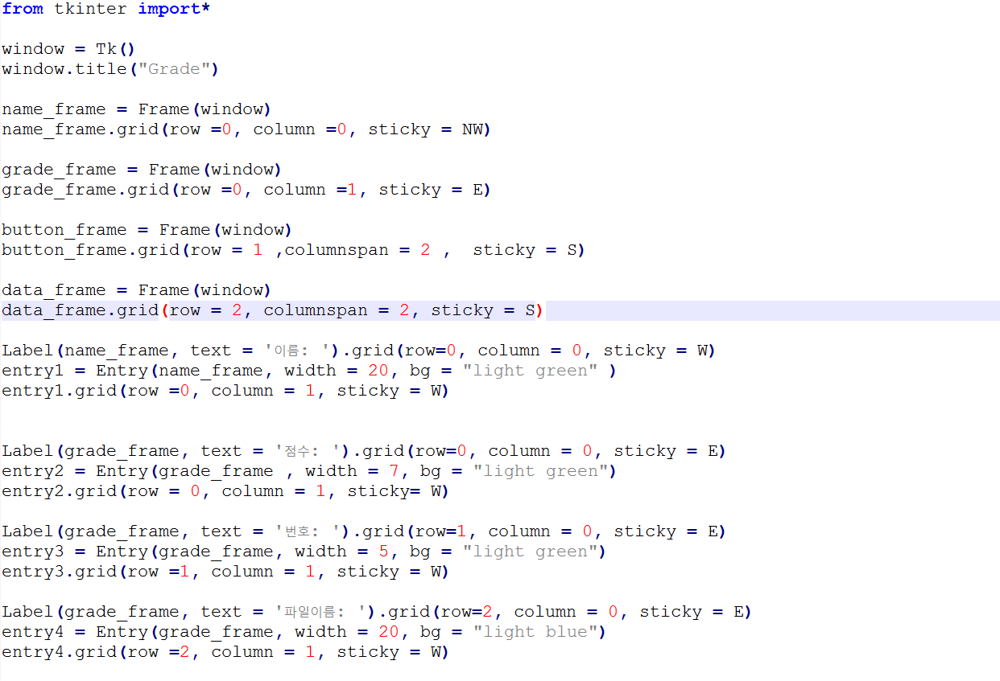 from tkinter import*
window = Tk()
window.title("Grade")
name_frame = Frame(window)
name_frame.grid(row =0, column =0, sticky = NW)
grade_frame = Frame(window)
grade_frame.grid(row =0, column =1, sticky = E)
button_frame = Frame(window)
button_frame.grid(row = 1 ,columnspan = 2 ,  sticky = S)
data_frame = Frame(window)
data_frame.grid(row = 2, columnspan = 2, sticky = S)
Label(name_frame, text = '이름: ').grid(row=0, column = 0, sticky = W)
entry1 = Entry(name_frame, width = 20, bg = "light green" )
entry1.grid(row =0, column = 1, sticky = W)
Label(grade_frame, text = '점수: ').grid(row=0, column = 0, sticky = E)
entry2 = Entry(grade_frame , width = 7, bg = "light green")
entry2.grid(row = 0, column = 1, sticky= W)
Label(grade_frame, text = '번호: ').grid(row=1, column = 0, sticky = E)
entry3 = Entry(grade_frame, width = 5, bg = "light green")
entry3.grid(row =1, column = 1, sticky = W)
Label(grade_frame, text = '파일이름: ').grid(row=2, column = 0, sticky = E)
entry4 = Entry(grade_frame, width = 20, bg = "light blue")
entry4.grid(row =2, column = 1, sticky = W)